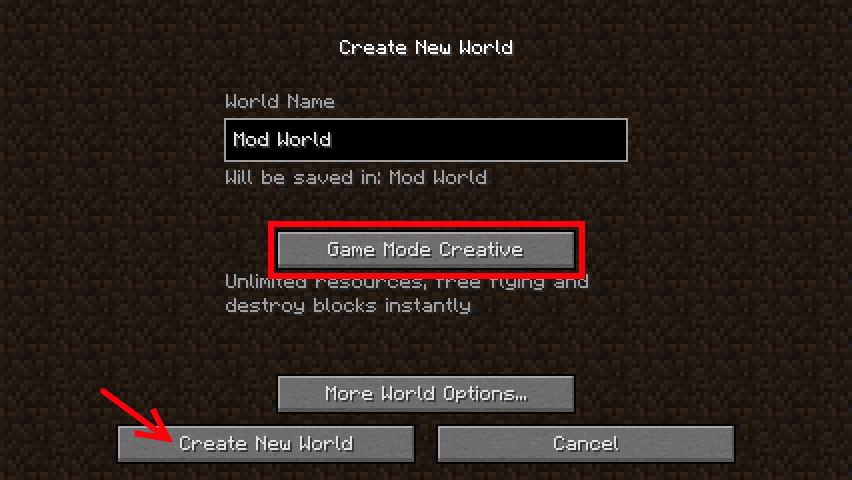 Create New World
World Name
Mod World
Will be saved in: Mod World
Game Mode Creative
Unlimited resources, free flying and
destroy blocks instantly
More World Options...
Create New World
Cancel